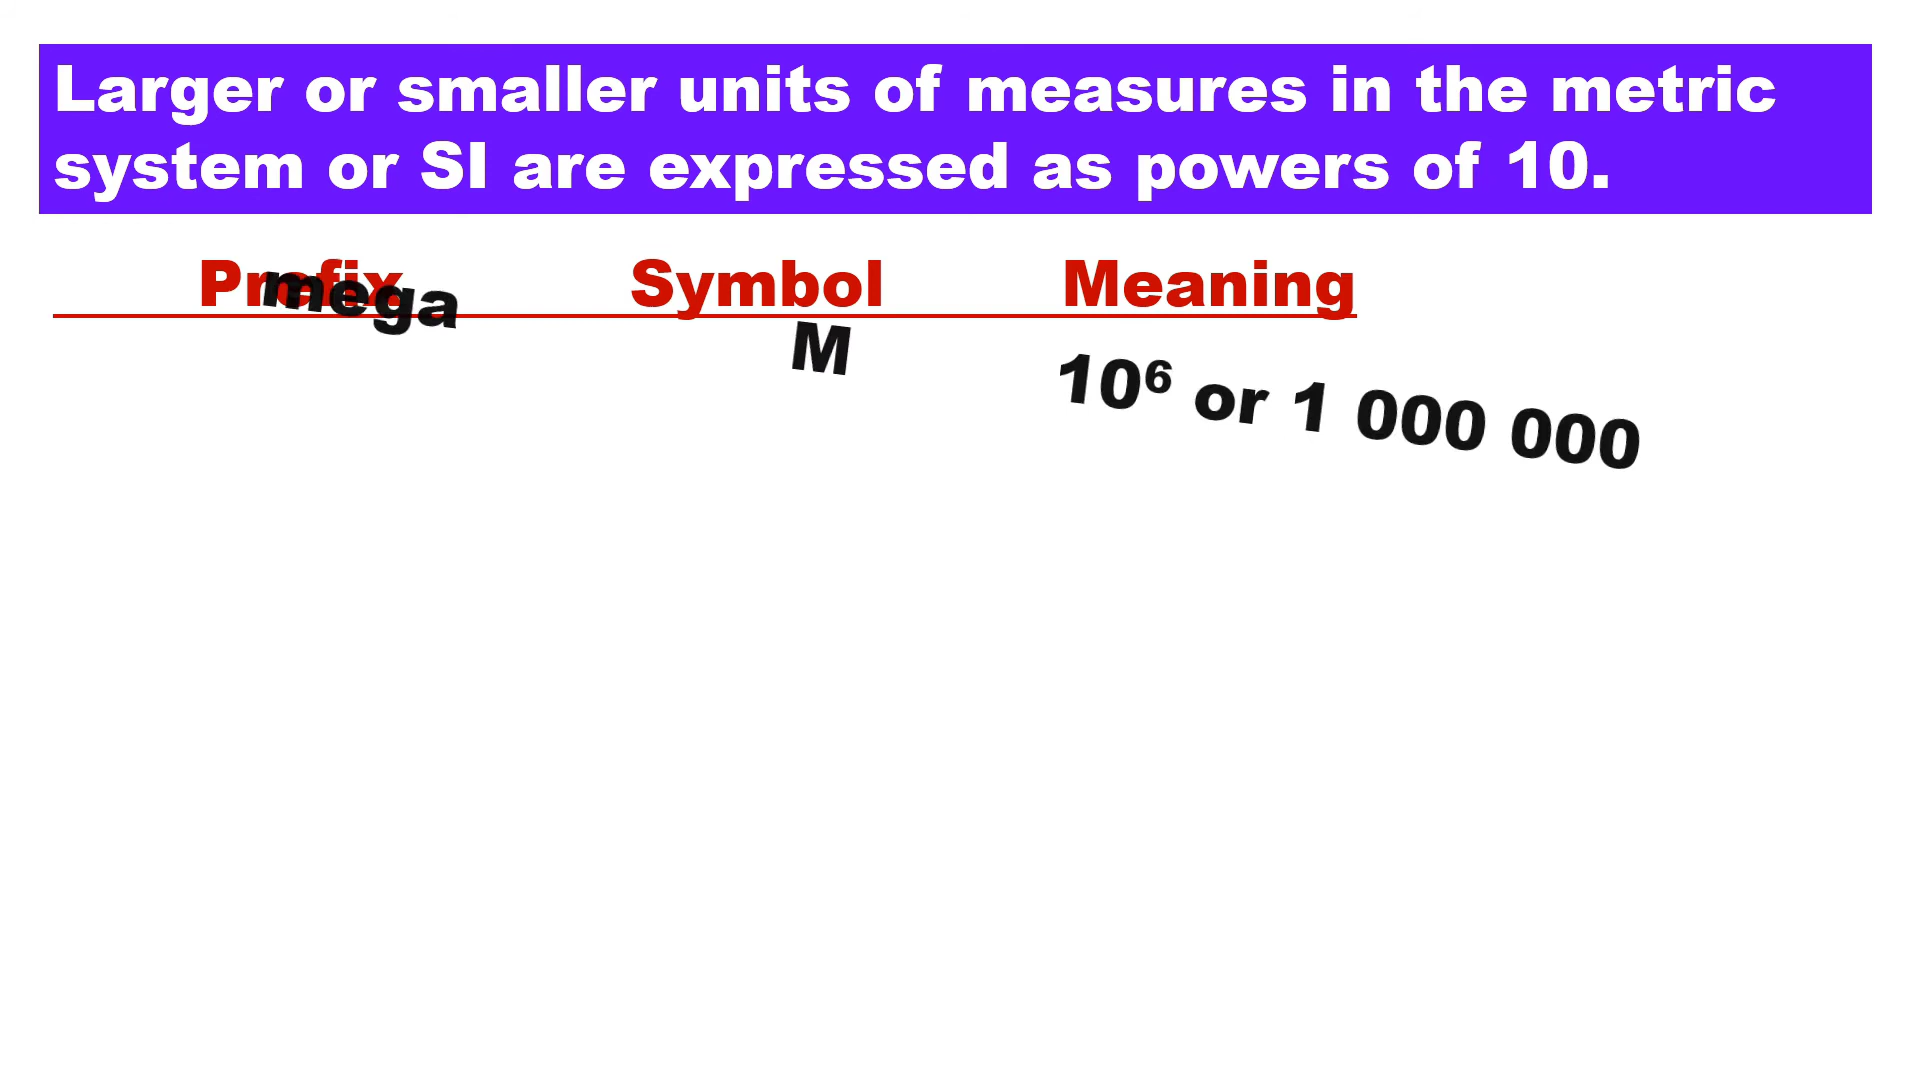 Larger or smaller units of measures in the metric
system or SI are expressed as powers of 10.
Prefix Symbol Meaning
mega M 10⁶ or 1 000 000